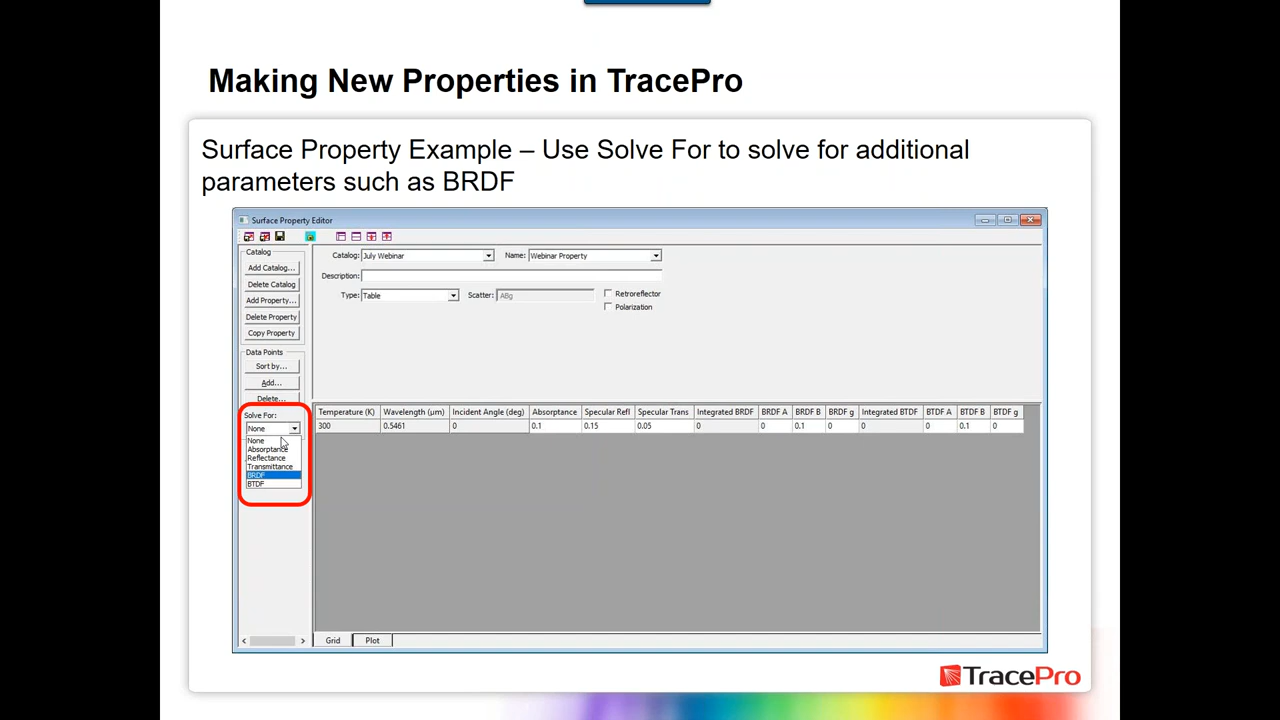 Making New Properties in TracePro
Surface Property Example – Use Solve For to solve for additional
parameters such as BRDF
Surface Property Editor
Catalog
Add Catalog...
Delete Catalog
Add Property...
Delete Property
Copy Property
Data Points
Sort by...
Add...
Delete...
Solve For:
None
None
Absorptance
Reflectance
Transmittance
BRDF
BTDF
Catalog: July Webinar Name: Webinar Property
Description:
Type: Table Scatter: ABg Retroreflector
Polarization
Temperature (K) Wavelength (µm) Incident Angle (deg) Absorptance Specular Refl Specular Trans Integrated BRDF BRDF A BRDF B BRDF g Integrated BTDF BTDF A BTDF B BTDF g
300 0.5461 0 0.1 0.15 0.05 0 0 0.1 0 0 0 0.1 0
Grid Plot
TracePro